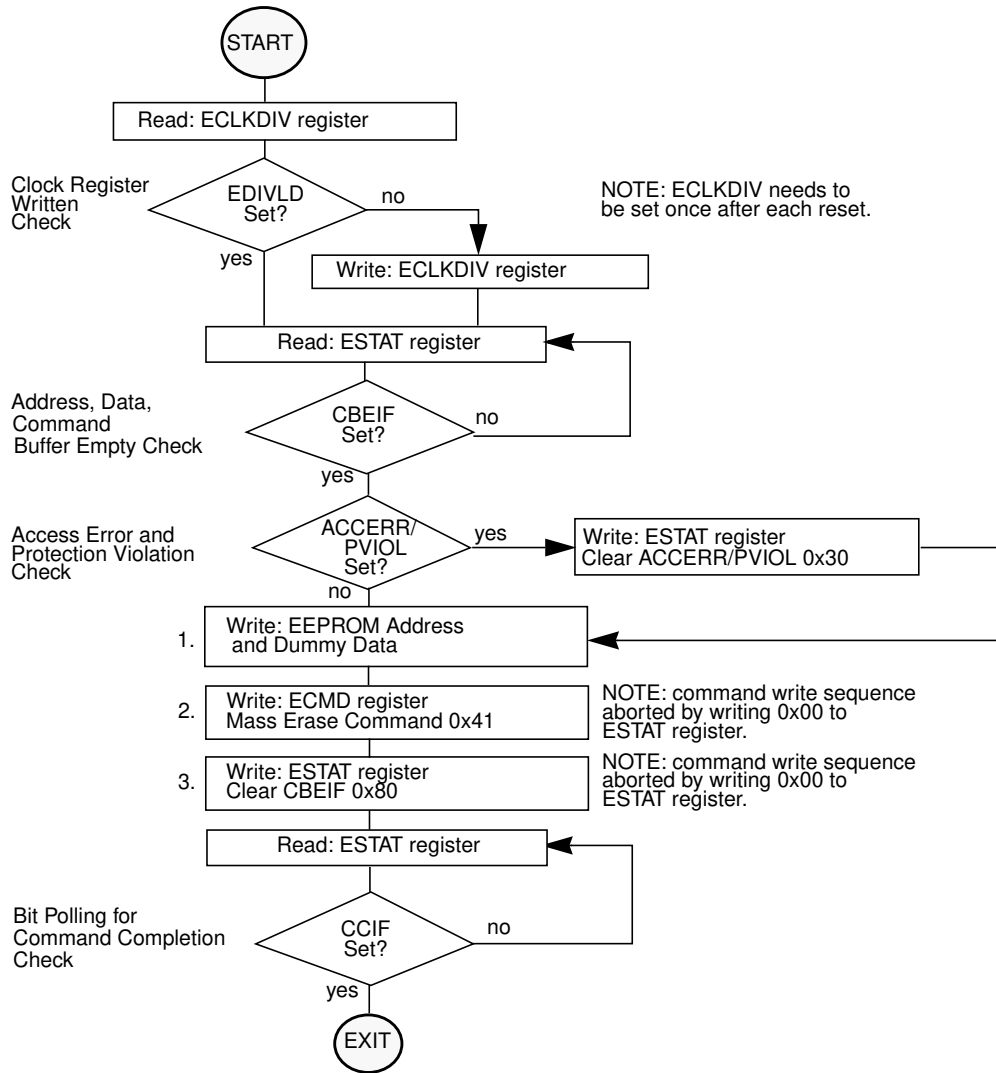 START
Read: ECLKDIV register
Clock Register
Written
Check
EDIVLD
Set?
no
yes
NOTE: ECLKDIV needs to
be set once after each reset.
Write: ECLKDIV register
Read: ESTAT register
Address, Data,
Command
Buffer Empty Check
CBEIF
Set?
no
yes
Access Error and
Protection Violation
Check
ACCERR/
PVIOL
Set?
yes
no
Write: ESTAT register
Clear ACCERR/PVIOL 0x30
1.
Write: EEPROM Address
and Dummy Data
2.
Write: ECMD register
Mass Erase Command 0x41
NOTE: command write sequence
aborted by writing 0x00 to
ESTAT register.
3.
Write: ESTAT register
Clear CBEIF 0x80
NOTE: command write sequence
aborted by writing 0x00 to
ESTAT register.
Read: ESTAT register
Bit Polling for
Command Completion
Check
CCIF
Set?
no
yes
EXIT